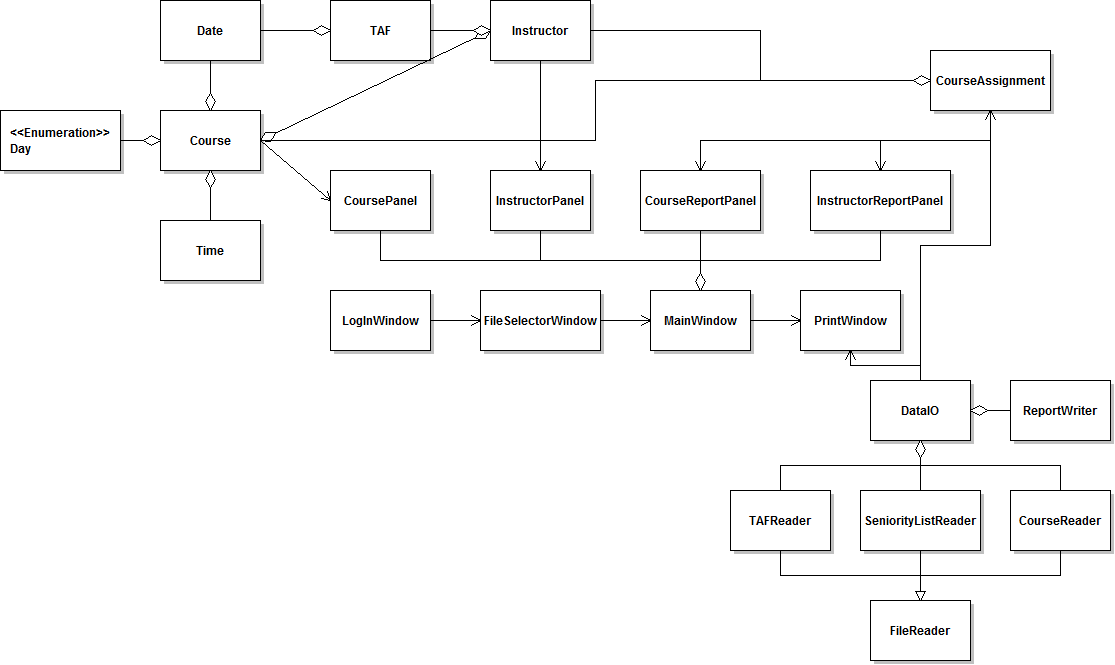 Date
TAF
Instructor
CourseAssignment
<<Enumeration>>
Day
Course
CoursePanel
InstructorPanel
CourseReportPanel
InstructorReportPanel
Time
LogInWindow
FileSelectorWindow
MainWindow
PrintWindow
DataIO
ReportWriter
TAFReader
SeniorityListReader
CourseReader
FileReader